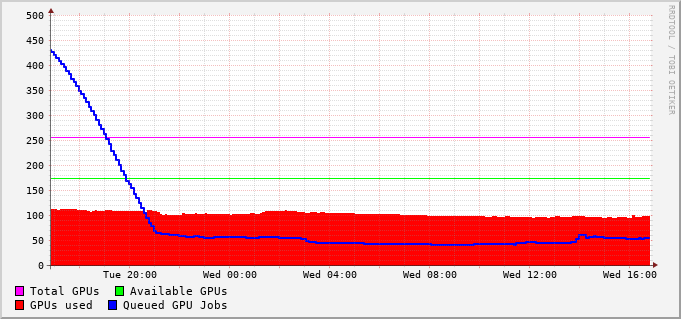 500
450
400
350
300
250
200
150
100
50
0
Tue 20:00 Wed 00:00 Wed 04:00 Wed 08:00 Wed 12:00 Wed 16:00
Total GPUs Available GPUs
GPUs used Queued GPU Jobs
RRDTOOL / TOBI OETIKER